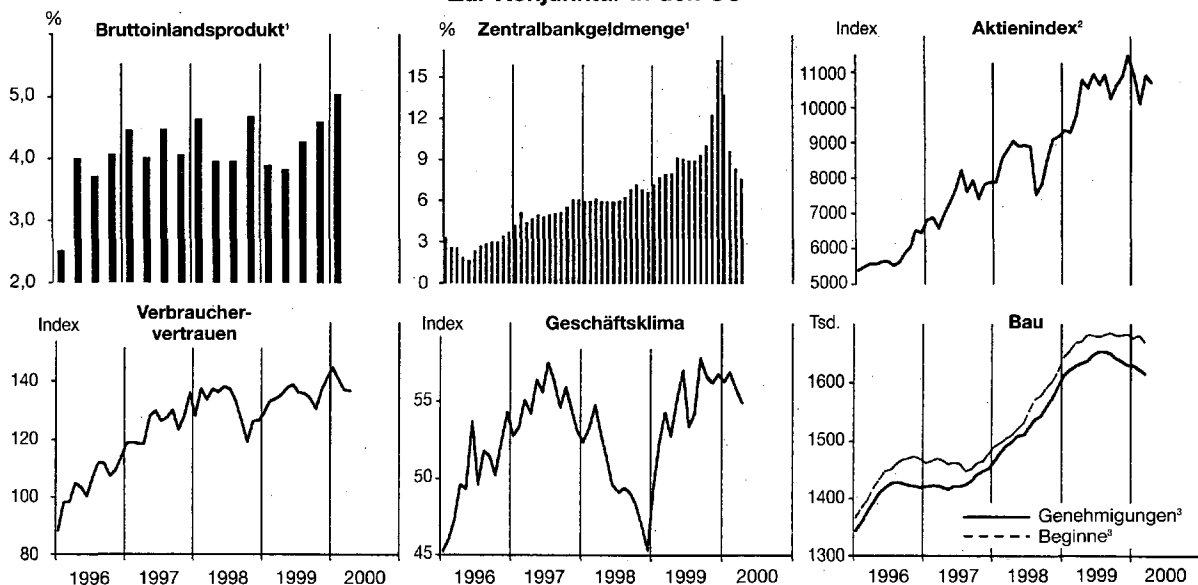 %
Bruttoinlandsprodukt¹
5,0
4,0
3,0
2,0
%
Zentralbankgeldmenge¹
15
12
9
6
3
0
Index
Aktienindex²
11000
10000
9000
8000
7000
6000
5000
Index
Verbraucher-
vertrauen
140
120
100
80
1996 1997 1998 1999 2000
Index
Geschäftsklima
55
50
45
1996 1997 1998 1999 2000
Tsd.
Bau
1600
1500
1400
1300
Genehmigungen³
Beginne³
1996 1997 1998 1999 2000